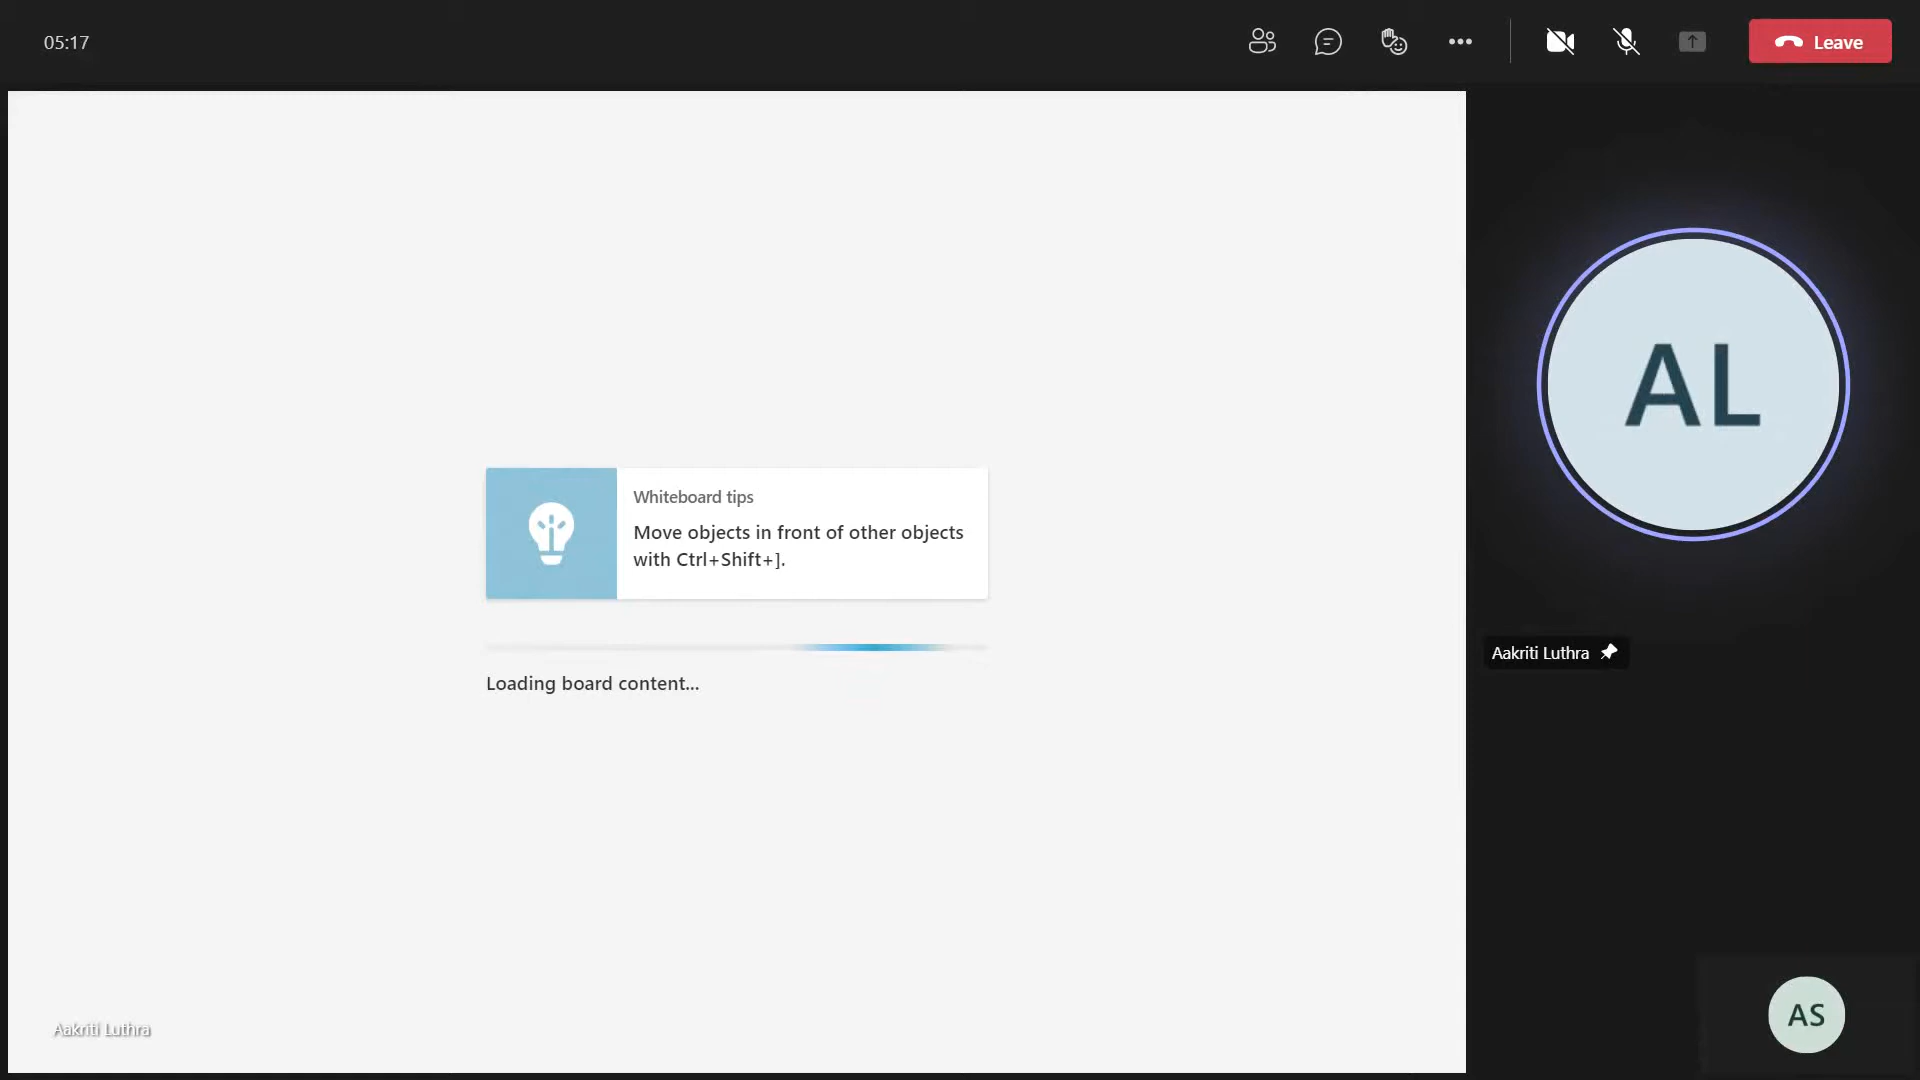 05:17
Leave
AL
Whiteboard tips
Move objects in front of other objects
with Ctrl+Shift+].
Aakriti Luthra
Loading board content...
AS
Aakriti Luthra